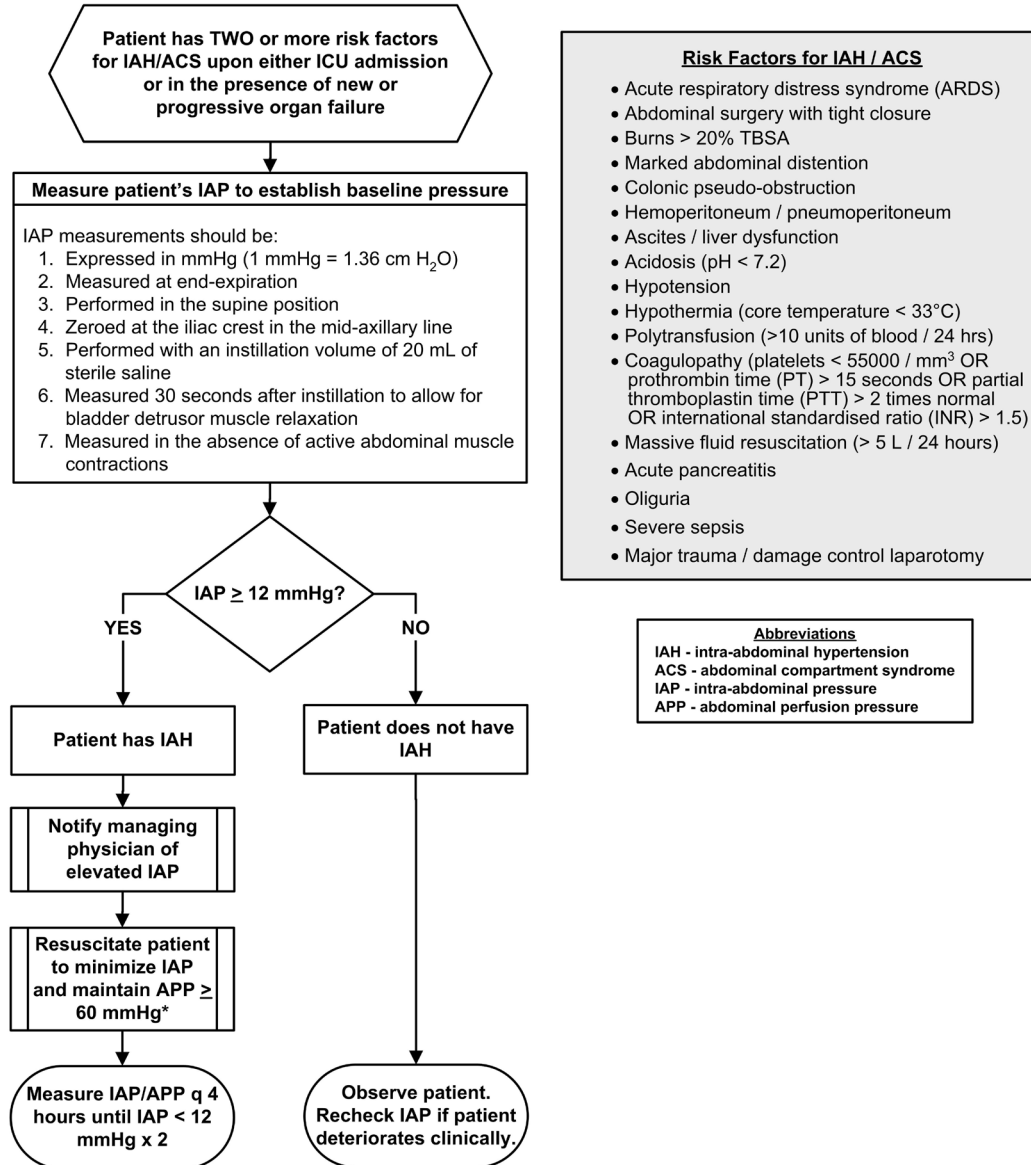 Patient has TWO or more risk factors
for IAH/ACS upon either ICU admission
or in the presence of new or
progressive organ failure
Measure patient's IAP to establish baseline pressure
IAP measurements should be:
1. Expressed in mmHg (1 mmHg = 1.36 cm H₂O)
2. Measured at end-expiration
3. Performed in the supine position
4. Zeroed at the iliac crest in the mid-axillary line
5. Performed with an instillation volume of 20 mL of
sterile saline
6. Measured 30 seconds after instillation to allow for
bladder detrusor muscle relaxation
7. Measured in the absence of active abdominal muscle
contractions
IAP ≥ 12 mmHg?
YES
NO
Patient has IAH
Patient does not have
IAH
Notify managing
physician of
elevated IAP
Resuscitate patient
to minimize IAP
and maintain APP ≥
60 mmHg*
Measure IAP/APP q 4
hours until IAP < 12
mmHg x 2
Observe patient.
Recheck IAP if patient
deteriorates clinically.
Risk Factors for IAH / ACS
• Acute respiratory distress syndrome (ARDS)
• Abdominal surgery with tight closure
• Burns > 20% TBSA
• Marked abdominal distention
• Colonic pseudo-obstruction
• Hemoperitoneum / pneumoperitoneum
• Ascites / liver dysfunction
• Acidosis (pH < 7.2)
• Hypotension
• Hypothermia (core temperature < 33°C)
• Polytransfusion (>10 units of blood / 24 hrs)
• Coagulopathy (platelets < 55000 / mm³ OR
prothrombin time (PT) > 15 seconds OR partial
thromboplastin time (PTT) > 2 times normal
OR international standardised ratio (INR) > 1.5)
• Massive fluid resuscitation (> 5 L / 24 hours)
• Acute pancreatitis
• Oliguria
• Severe sepsis
• Major trauma / damage control laparotomy
Abbreviations
IAH - intra-abdominal hypertension
ACS - abdominal compartment syndrome
IAP - intra-abdominal pressure
APP - abdominal perfusion pressure